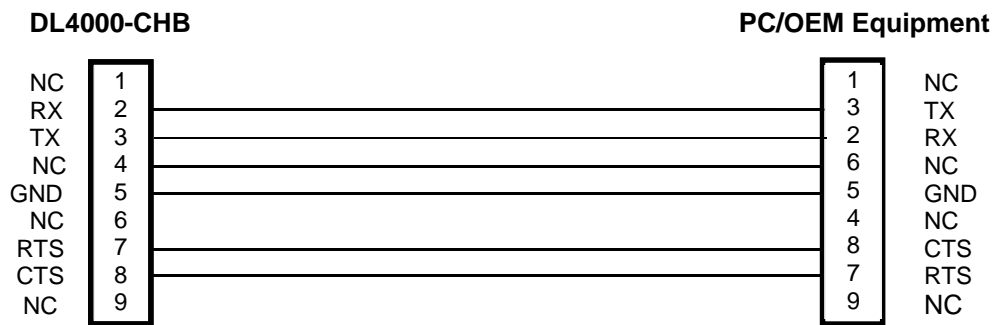 DL4000-CHB PC/OEM Equipment
NC 1 1 NC
RX 2 3 TX
TX 3 2 RX
NC 4 6 NC
GND 5 5 GND
NC 6 4 NC
RTS 7 8 CTS
CTS 8 7 RTS
NC 9 9 NC